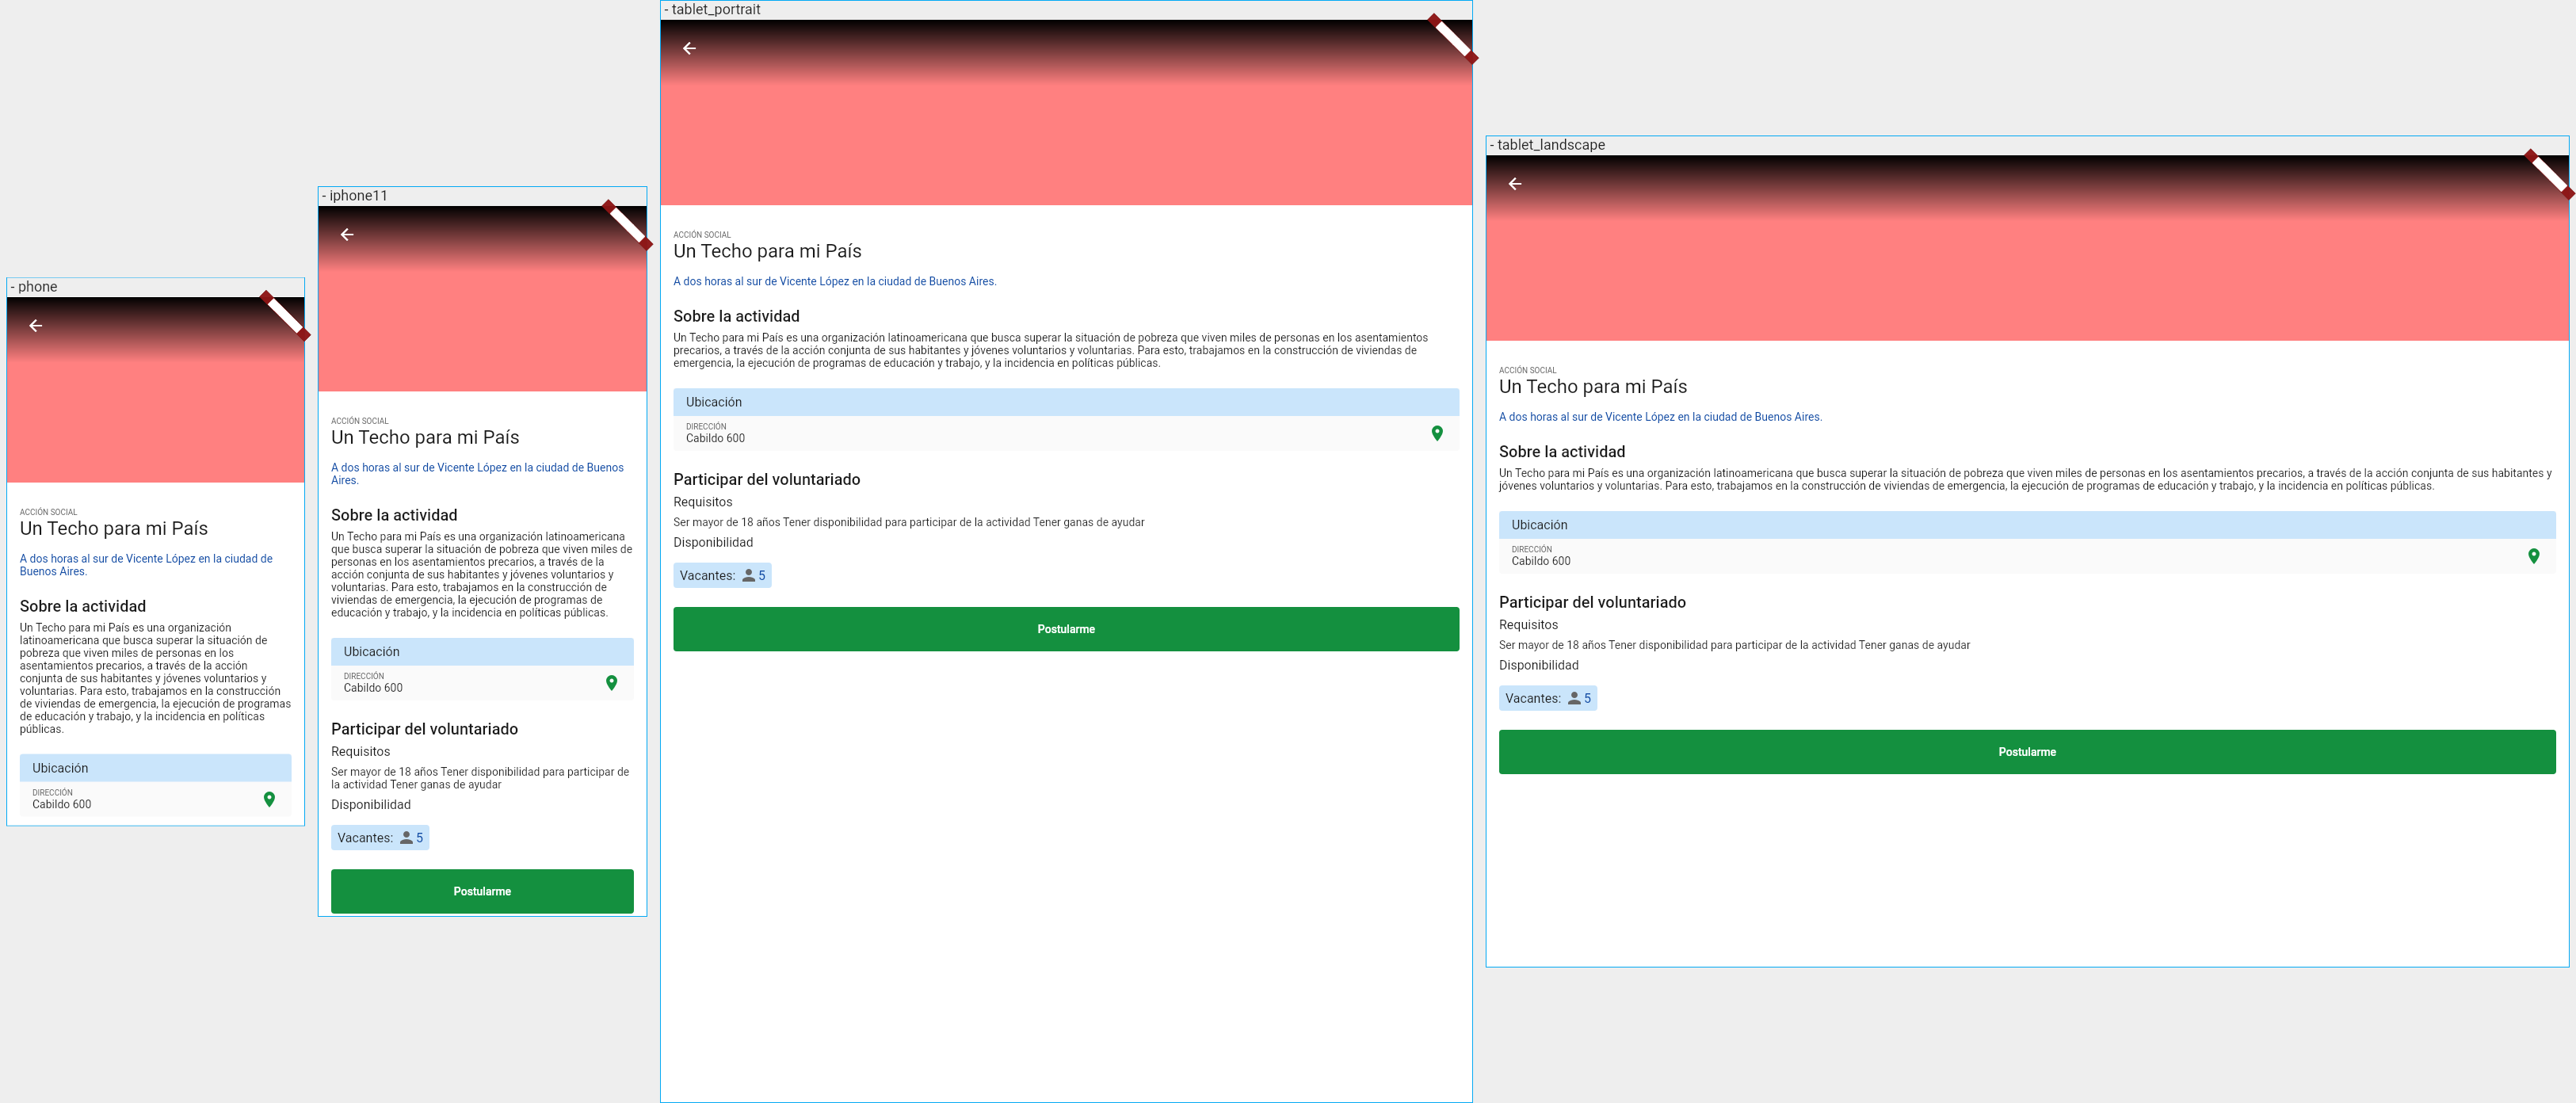 - phone
ACCIÓN SOCIAL
Un Techo para mi País
A dos horas al sur de Vicente López en la ciudad de
Buenos Aires.
Sobre la actividad
Un Techo para mi País es una organización
latinoamericana que busca superar la situación de
pobreza que viven miles de personas en los
asentamientos precarios, a través de la acción
conjunta de sus habitantes y jóvenes voluntarios y
voluntarias. Para esto, trabajamos en la construcción
de viviendas de emergencia, la ejecución de programas
de educación y trabajo, y la incidencia en políticas
públicas.
Ubicación
DIRECCIÓN
Cabildo 600
- iphone11
ACCIÓN SOCIAL
Un Techo para mi País
A dos horas al sur de Vicente López en la ciudad de Buenos
Aires.
Sobre la actividad
Un Techo para mi País es una organización latinoamericana
que busca superar la situación de pobreza que viven miles de
personas en los asentamientos precarios, a través de la
acción conjunta de sus habitantes y jóvenes voluntarios y
voluntarias. Para esto, trabajamos en la construcción de
viviendas de emergencia, la ejecución de programas de
educación y trabajo, y la incidencia en políticas públicas.
Ubicación
DIRECCIÓN
Cabildo 600
Participar del voluntariado
Requisitos
Ser mayor de 18 años Tener disponibilidad para participar de
la actividad Tener ganas de ayudar
Disponibilidad
Vacantes: 5
Postularme
- tablet_portrait
ACCIÓN SOCIAL
Un Techo para mi País
A dos horas al sur de Vicente López en la ciudad de Buenos Aires.
Sobre la actividad
Un Techo para mi País es una organización latinoamericana que busca superar la situación de pobreza que viven miles de personas en los asentamientos
precarios, a través de la acción conjunta de sus habitantes y jóvenes voluntarios y voluntarias. Para esto, trabajamos en la construcción de viviendas de
emergencia, la ejecución de programas de educación y trabajo, y la incidencia en políticas públicas.
Ubicación
DIRECCIÓN
Cabildo 600
Participar del voluntariado
Requisitos
Ser mayor de 18 años Tener disponibilidad para participar de la actividad Tener ganas de ayudar
Disponibilidad
Vacantes: 5
Postularme
- tablet_landscape
ACCIÓN SOCIAL
Un Techo para mi País
A dos horas al sur de Vicente López en la ciudad de Buenos Aires.
Sobre la actividad
Un Techo para mi País es una organización latinoamericana que busca superar la situación de pobreza que viven miles de personas en los asentamientos precarios, a través de la acción conjunta de sus habitantes y
jóvenes voluntarios y voluntarias. Para esto, trabajamos en la construcción de viviendas de emergencia, la ejecución de programas de educación y trabajo, y la incidencia en políticas públicas.
Ubicación
DIRECCIÓN
Cabildo 600
Participar del voluntariado
Requisitos
Ser mayor de 18 años Tener disponibilidad para participar de la actividad Tener ganas de ayudar
Disponibilidad
Vacantes: 5
Postularme